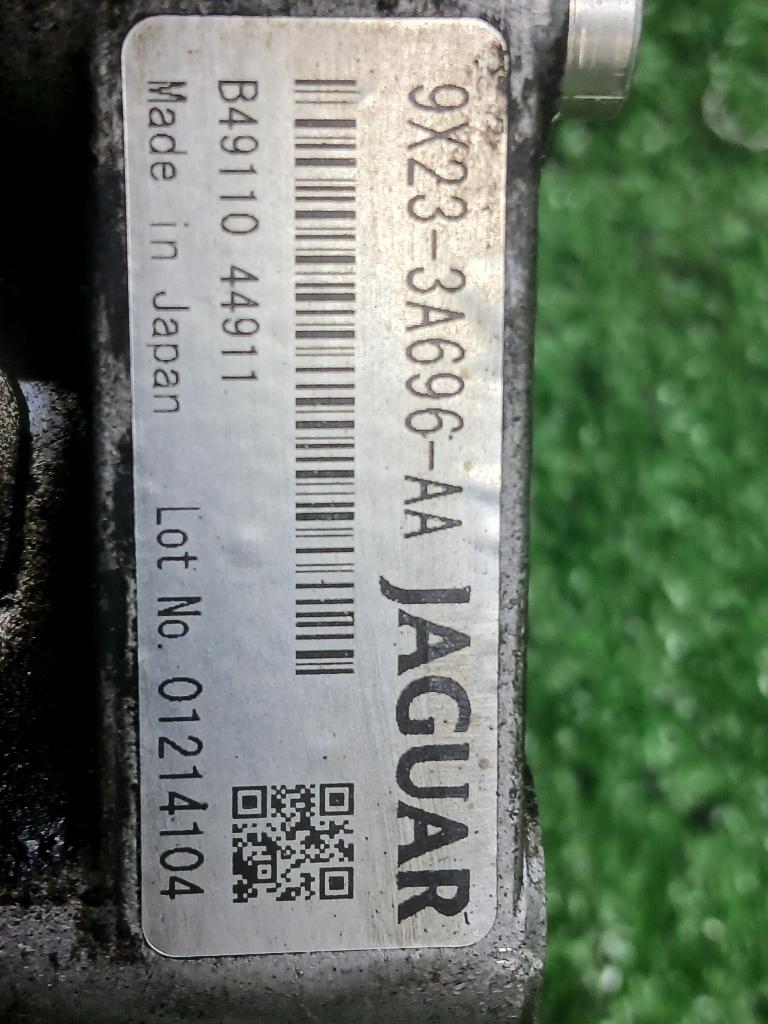 9X23-3A696-AA JAGUAR
B49110 44911
Made in Japan Lot No. 01214104